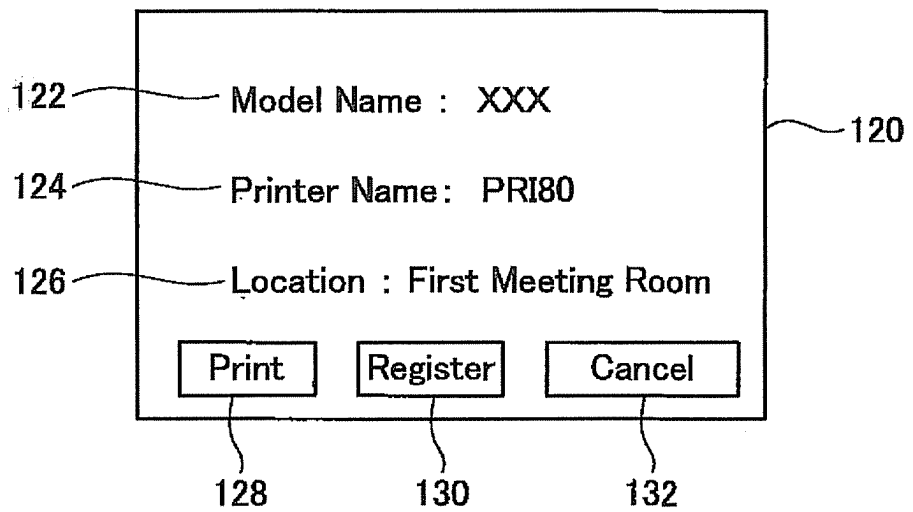 122 Model Name : XXX
120
124 Printer Name: PRI80
126 Location : First Meeting Room
Print Register Cancel
128 130 132